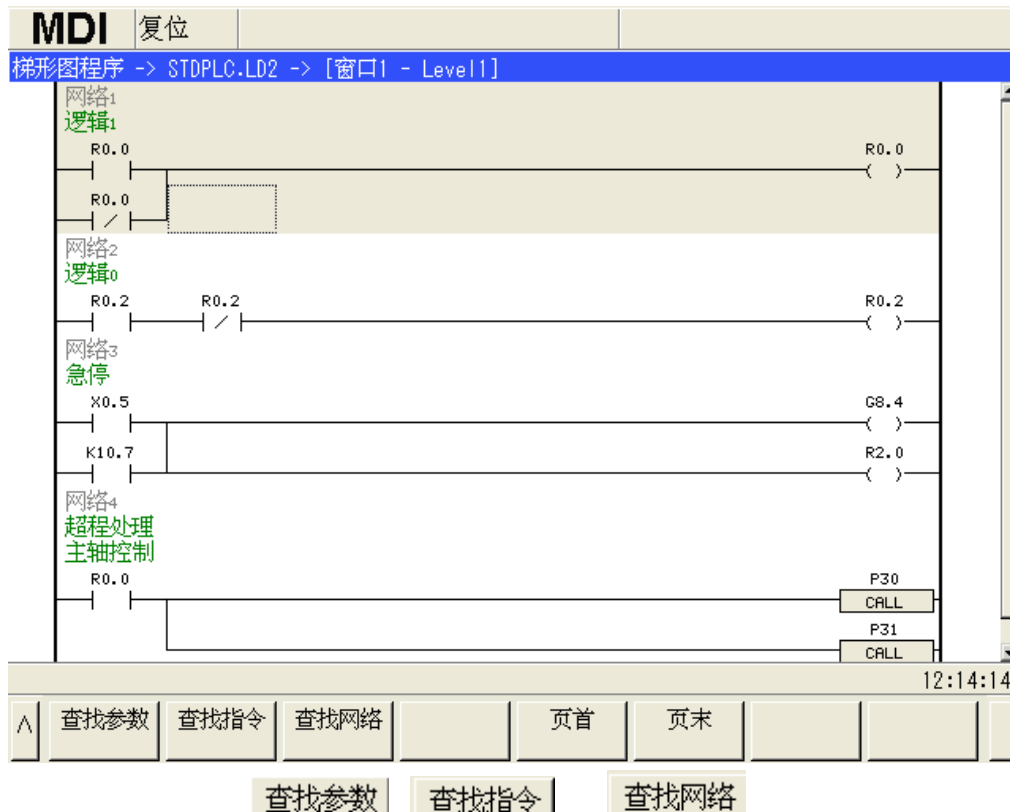 MDI 复位
梯形图程序 -> STDPLC.LD2 -> [窗口1 - Level1]
网络1
逻辑1
R0.0 R0.0
R0.0
网络2
逻辑0
R0.2 R0.2 R0.2
网络3
急停
X0.5 G8.4
K10.7 R2.0
网络4
超程处理
主轴控制
R0.0 P30
CALL
P31
CALL
12:14:14
^ 查找参数 查找指令 查找网络 页首 页末
查找参数 查找指令 查找网络